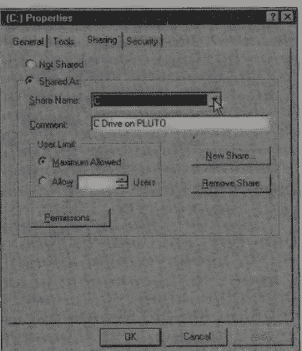 (C:) Properties
General Tools Sharing Security
Not Shared
Shared As:
Share Name: C
Comment: C Drive on PLUTO
User Limit
Maximum Allowed
Allow Users
New Share...
Remove Share
Permissions...
OK Cancel